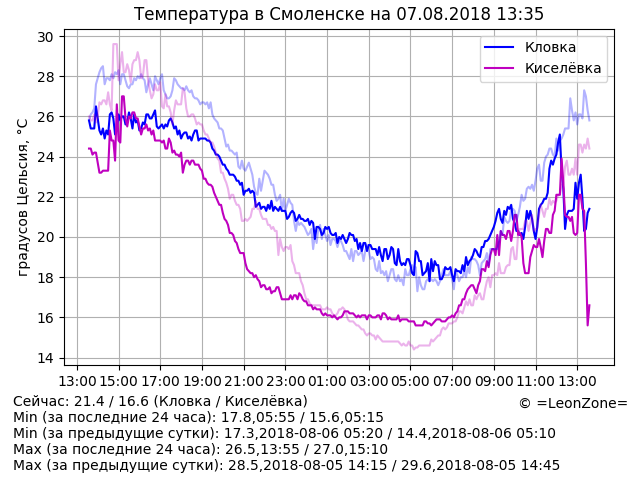 Температура в Смоленске на 07.08.2018 13:35
Кловка
Киселёвка
градусов Цельсия, °C
30
28
26
24
22
20
18
16
14
13:00 15:00 17:00 19:00 21:00 23:00 01:00 03:00 05:00 07:00 09:00 11:00 13:00
Сейчас: 21.4 / 16.6 (Кловка / Киселёвка)
© =LeonZone=
Min (за последние 24 часа): 17.8,05:55 / 15.6,05:15
Min (за предыдущие сутки): 17.3,2018-08-06 05:20 / 14.4,2018-08-06 05:10
Max (за последние 24 часа): 26.5,13:55 / 27.0,15:10
Max (за предыдущие сутки): 28.5,2018-08-05 14:15 / 29.6,2018-08-05 14:45